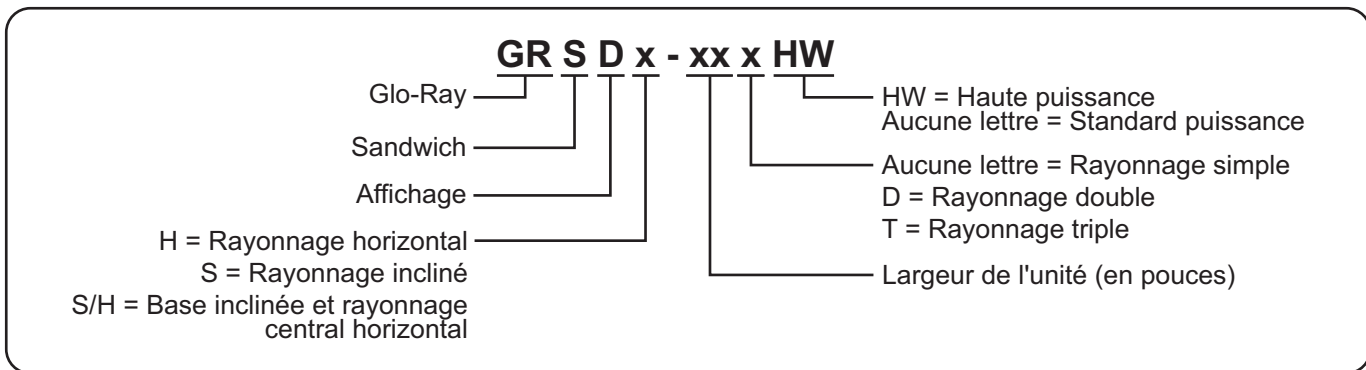 GR S D x - xx x HW
Glo-Ray
Sandwich
Affichage
H = Rayonnage horizontal
S = Rayonnage incliné
S/H = Base inclinée et rayonnage
central horizontal
HW = Haute puissance
Aucune lettre = Standard puissance
Aucune lettre = Rayonnage simple
D = Rayonnage double
T = Rayonnage triple
Largeur de l'unité (en pouces)